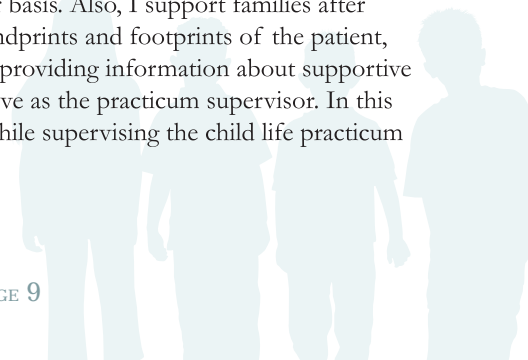 basis. Also, I support families after
ndprints and footprints of the patient,
providing information about supportive
ve as the practicum supervisor. In this
hile supervising the child life practicum
GE 9